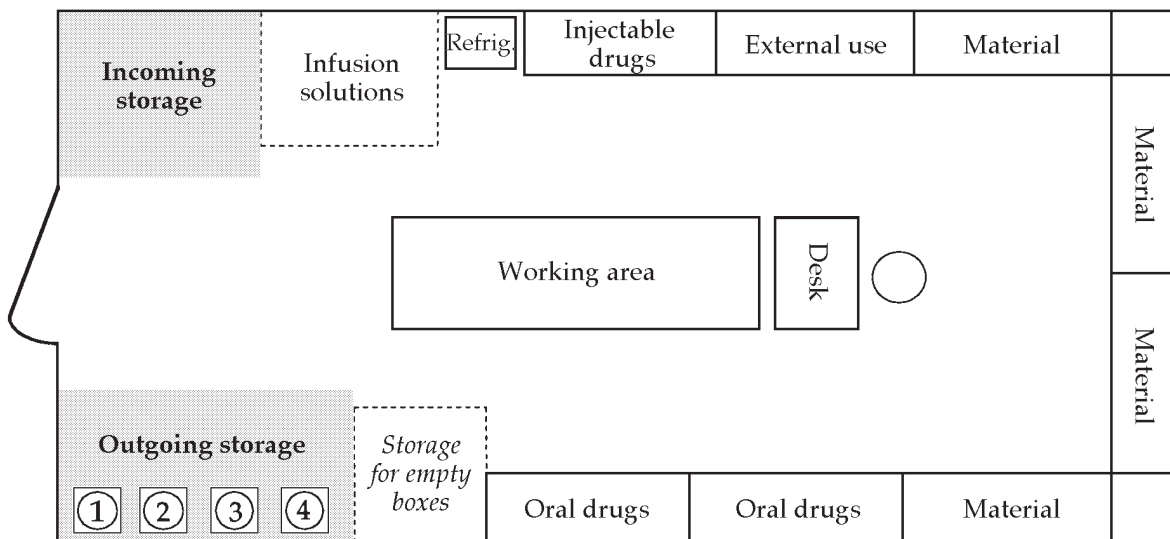 Incoming
storage
Infusion
solutions
Refrig.
Injectable
drugs
External use
Material
Material
Working area
Desk
Material
Outgoing storage
1 2 3 4
Storage
for empty
boxes
Oral drugs
Oral drugs
Material